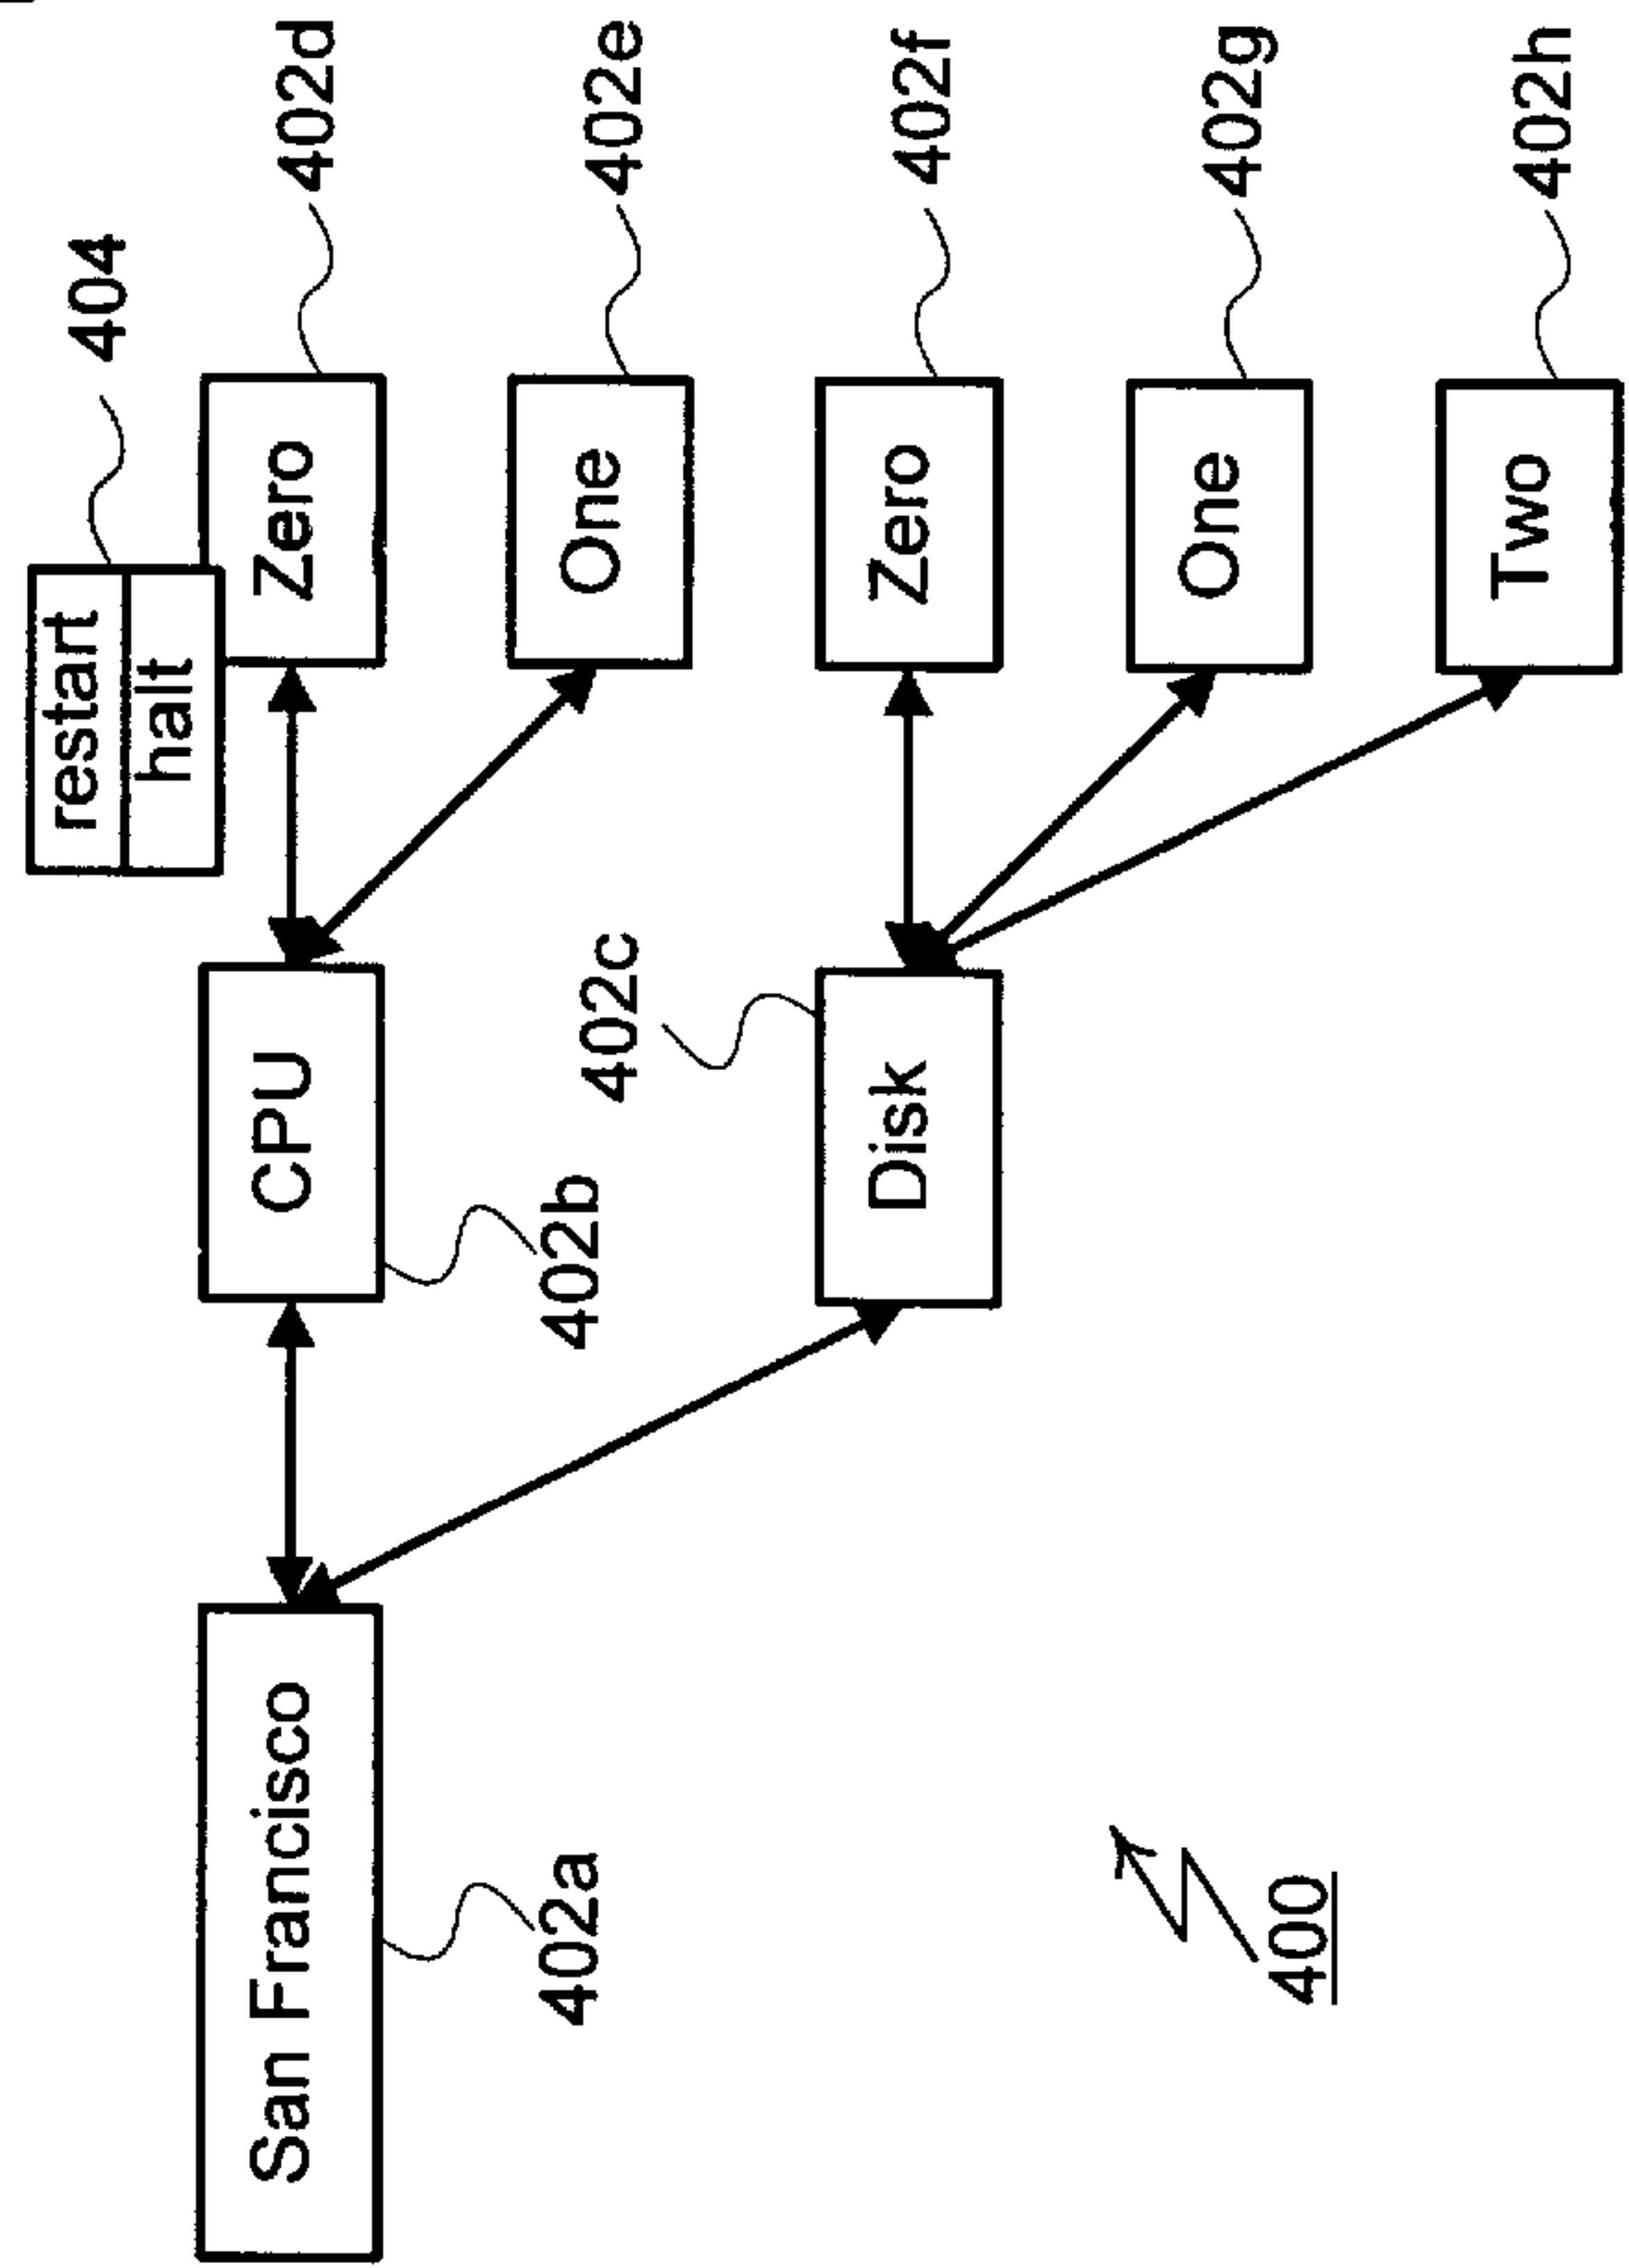 404
restart
halt
San Francisco
CPU
Zero
402d
402a
402b
One
402e
402c
Disk
Zero
402f
One
402g
Two
402h
400